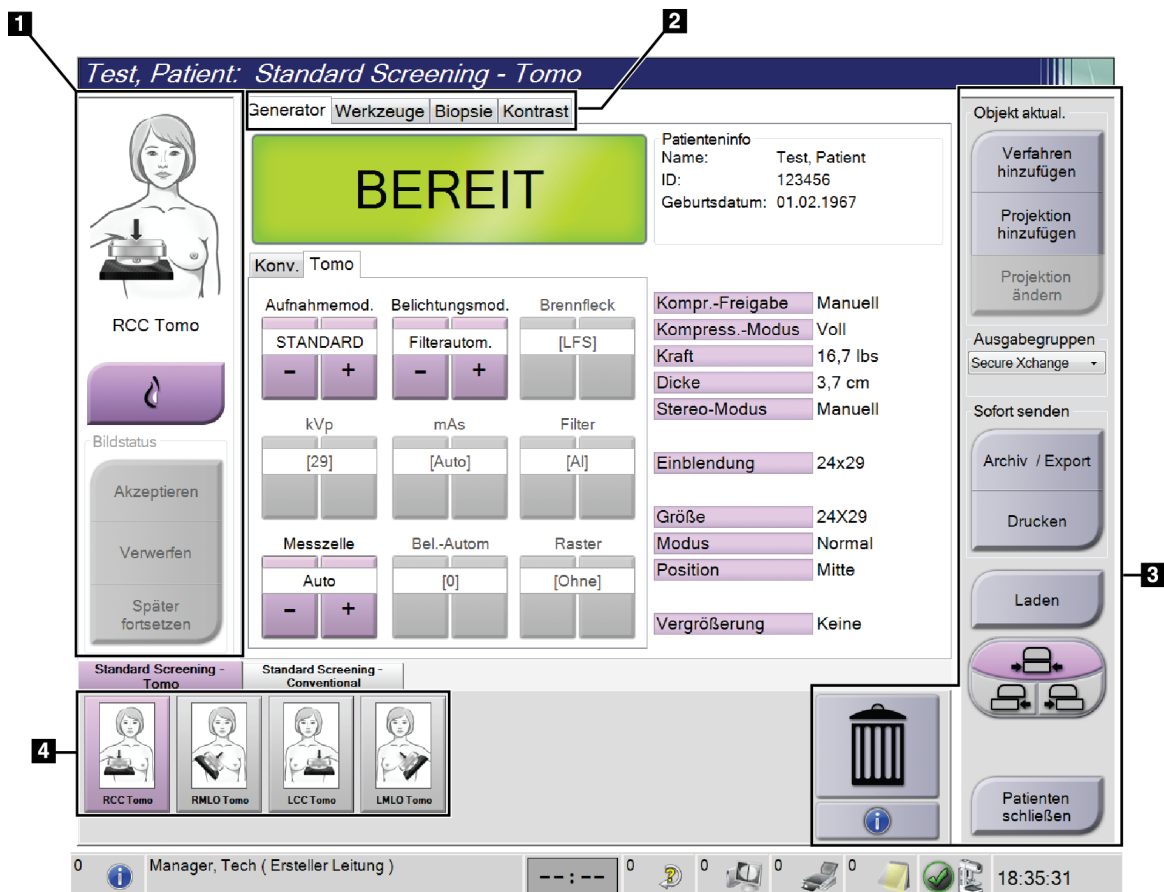 1
2
Test, Patient: Standard Screening - Tomo
Generator Werkzeuge Biopsie Kontrast
BEREIT
Patienteninfo
Name: Test, Patient
ID: 123456
Geburtsdatum: 01.02.1967
RCC Tomo
Bildstatus
Akzeptieren
Verwerfen
Später
fortsetzen
Konv. Tomo
Aufnahmemod. Belichtungsmod. Brennfleck
STANDARD Filterautom. [LFS]
- + - +
kVp mAs Filter
[29] [Auto] [Al]
Messzelle Bel.-Autom Raster
Auto [0] [Ohne]
- +
Kompr.-Freigabe Manuell
Kompress.-Modus Voll
Kraft 16,7 lbs
Dicke 3,7 cm
Stereo-Modus Manuell
Einblendung 24x29
Größe 24X29
Modus Normal
Position Mitte
Vergrößerung Keine
Objekt aktual.
Verfahren
hinzufügen
Projektion
hinzufügen
Projektion
ändern
Ausgabegruppen
Secure Xchange
Sofort senden
Archiv / Export
Drucken
3
Laden
Patienten
schließen
Standard Screening -
Tomo
Standard Screening -
Conventional
4
RCC Tomo RMLO Tomo LCC Tomo LMLO Tomo
0 Manager, Tech ( Ersteller Leitung ) --:-- 0 0 0 0 18:35:31